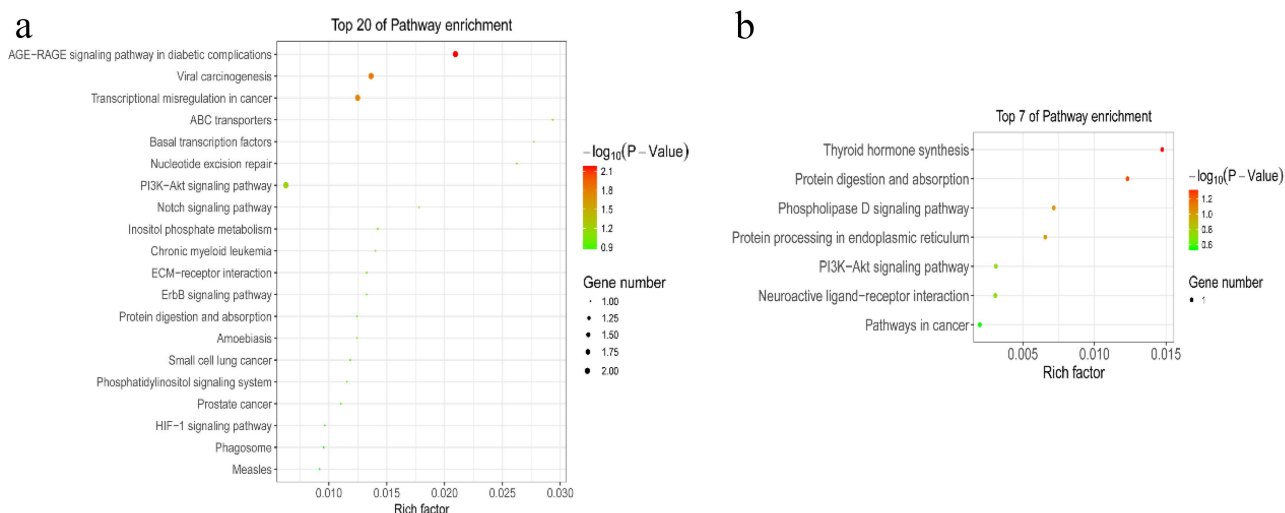 a
Top 20 of Pathway enrichment
AGE−RAGE signaling pathway in diabetic complications
Viral carcinogenesis
Transcriptional misregulation in cancer
ABC transporters
Basal transcription factors
Nucleotide excision repair
PI3K−Akt signaling pathway
Notch signaling pathway
Inositol phosphate metabolism
Chronic myeloid leukemia
ECM−receptor interaction
ErbB signaling pathway
Protein digestion and absorption
Amoebiasis
Small cell lung cancer
Phosphatidylinositol signaling system
Prostate cancer
HIF−1 signaling pathway
Phagosome
Measles
0.010 0.015 0.020 0.025 0.030
Rich factor
−log10(P−Value)
2.1
1.8
1.5
1.2
0.9
Gene number
1.00
1.25
1.50
1.75
2.00
b
Top 7 of Pathway enrichment
Thyroid hormone synthesis
Protein digestion and absorption
Phospholipase D signaling pathway
Protein processing in endoplasmic reticulum
PI3K−Akt signaling pathway
Neuroactive ligand−receptor interaction
Pathways in cancer
0.005 0.010 0.015
Rich factor
−log10(P−Value)
1.2
1.0
0.8
0.6
Gene number
1